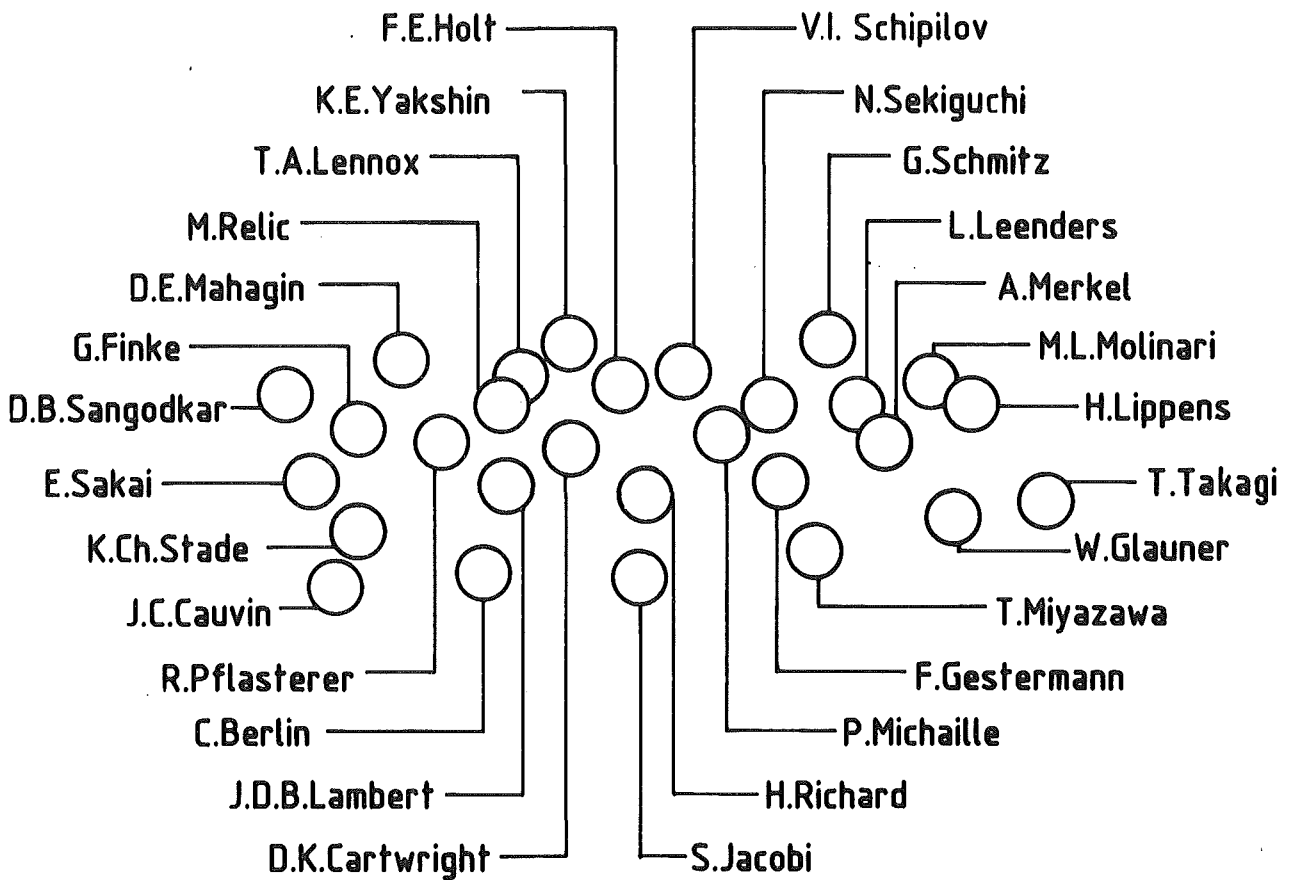 F.E.Holt
V.I. Schipilov
K.E.Yakshin
N.Sekiguchi
T.A.Lennox
G.Schmitz
M.Relic
L.Leenders
D.E.Mahagin
A.Merkel
G.Finke
M.L.Molinari
D.B.Sangodkar
H.Lippens
E.Sakai
T.Takagi
K.Ch.Stade
W.Glauner
J.C.Cauvin
T.Miyazawa
R.Pflasterer
F.Gestermann
C.Berlin
P.Michaille
J.D.B.Lambert
H.Richard
D.K.Cartwright
S.Jacobi